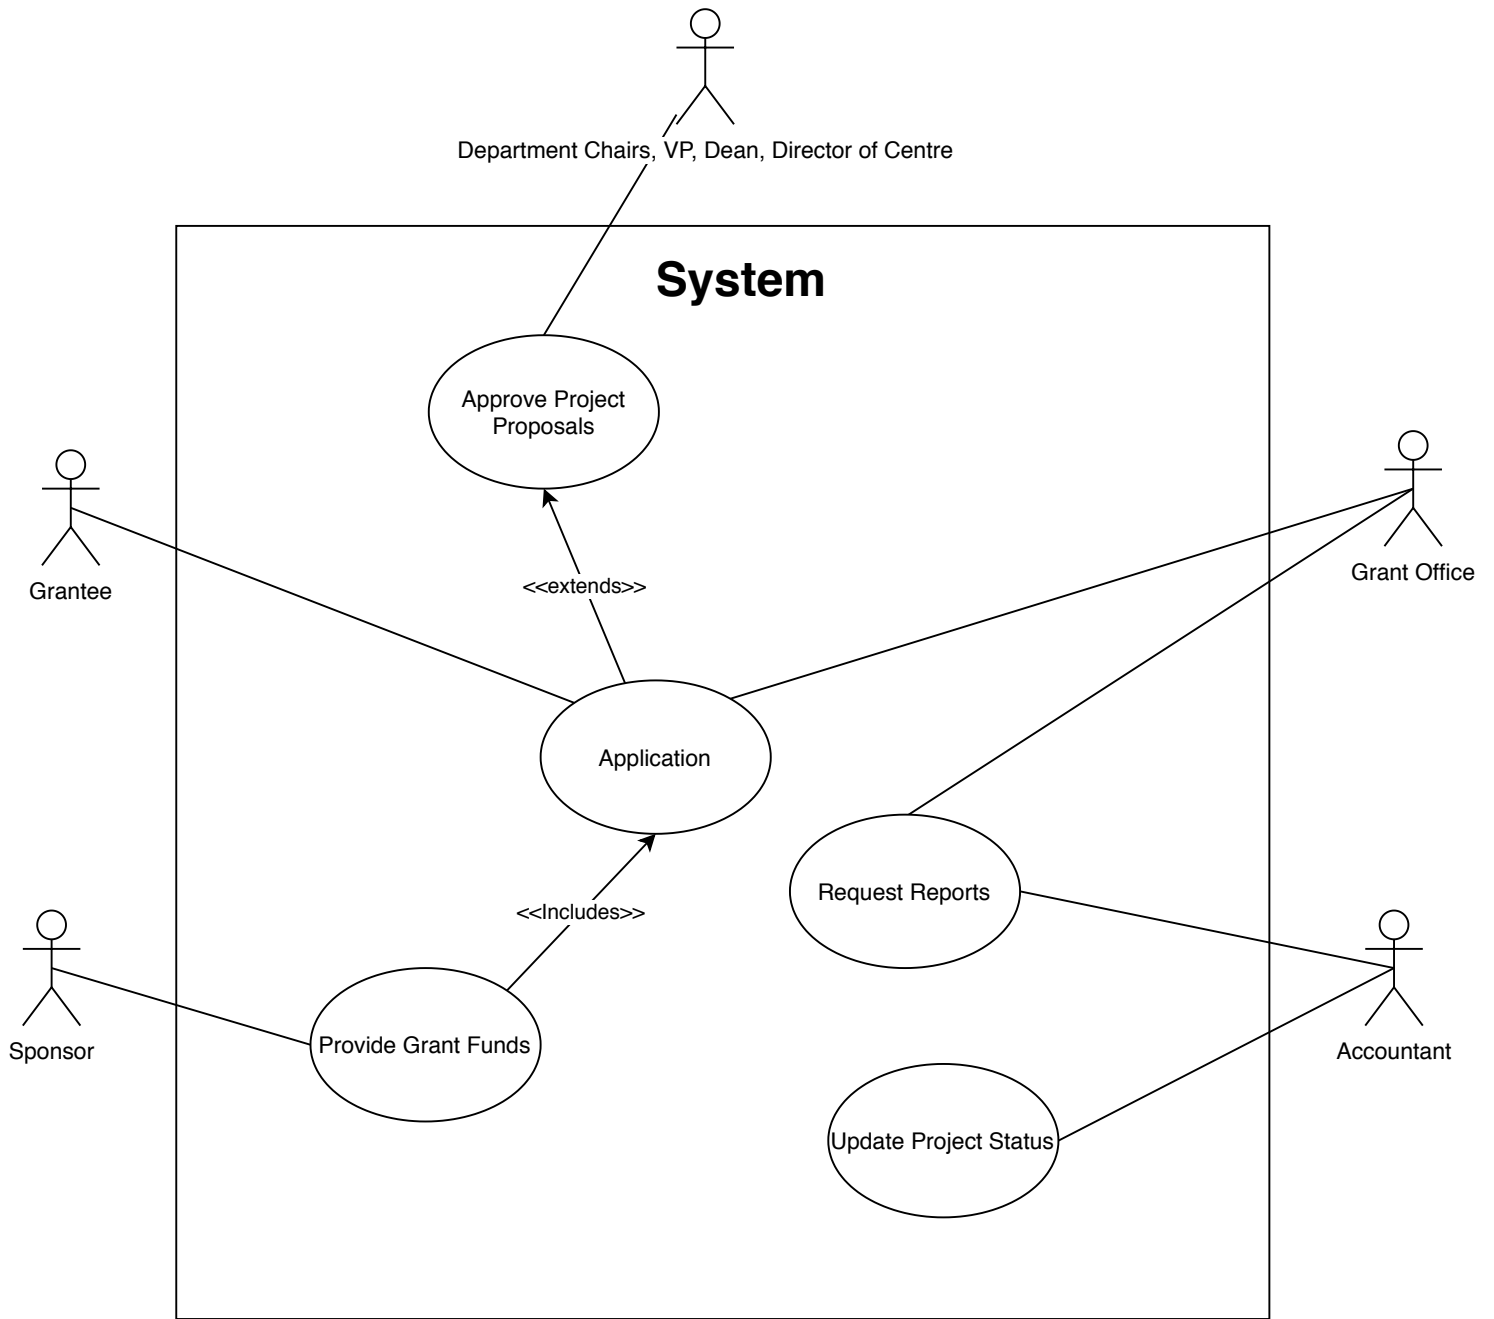 Department Chairs, VP, Dean, Director of Centre
System
Approve Project
Proposals
Grantee
Grant Office
<<extends>>
Application
Request Reports
<<Includes>>
Sponsor
Provide Grant Funds
Accountant
Update Project Status